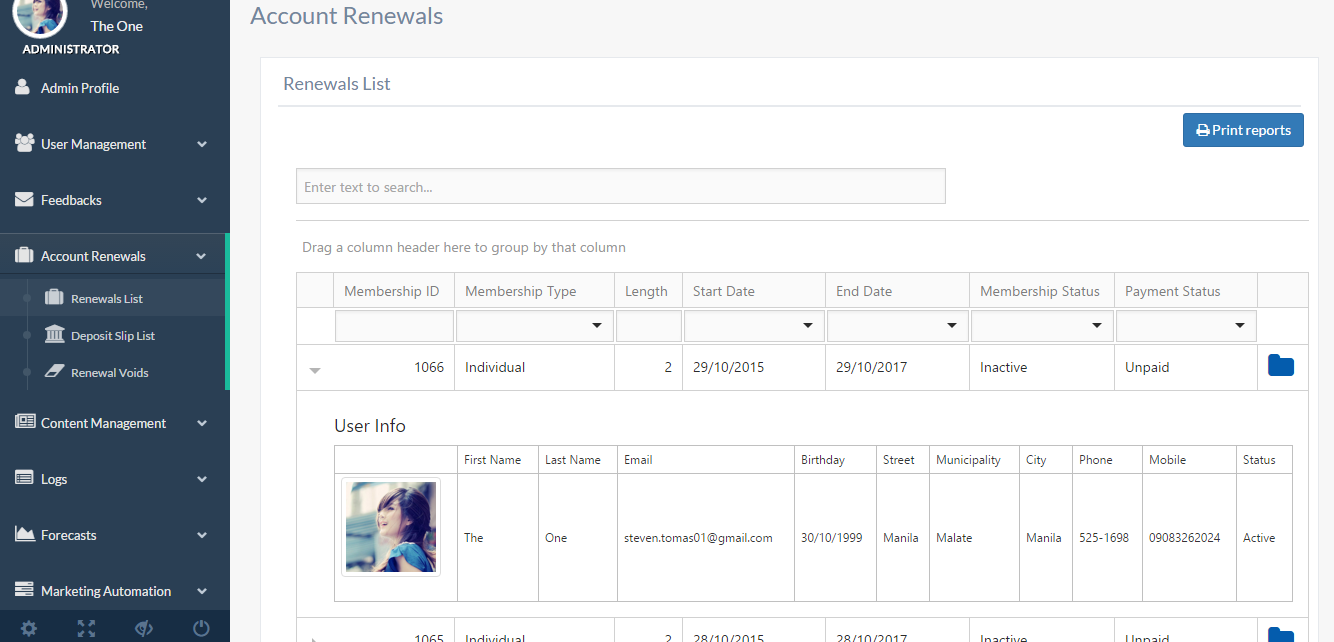 Welcome,
The One
ADMINISTRATOR
Admin Profile
User Management
Feedbacks
Account Renewals
Renewals List
Deposit Slip List
Renewal Voids
Content Management
Logs
Forecasts
Marketing Automation
Account Renewals
Renewals List
Print reports
Enter text to search...
Drag a column header here to group by that column
Membership ID Membership Type Length Start Date End Date Membership Status Payment Status
1066 Individual 2 29/10/2015 29/10/2017 Inactive Unpaid
User Info
First Name Last Name Email Birthday Street Municipality City Phone Mobile Status
The One steven.tomas01@gmail.com 30/10/1999 Manila Malate Manila 525-1698 09083262024 Active
1065 Individual 2 28/10/2015 28/10/2017 Inactive Unpaid